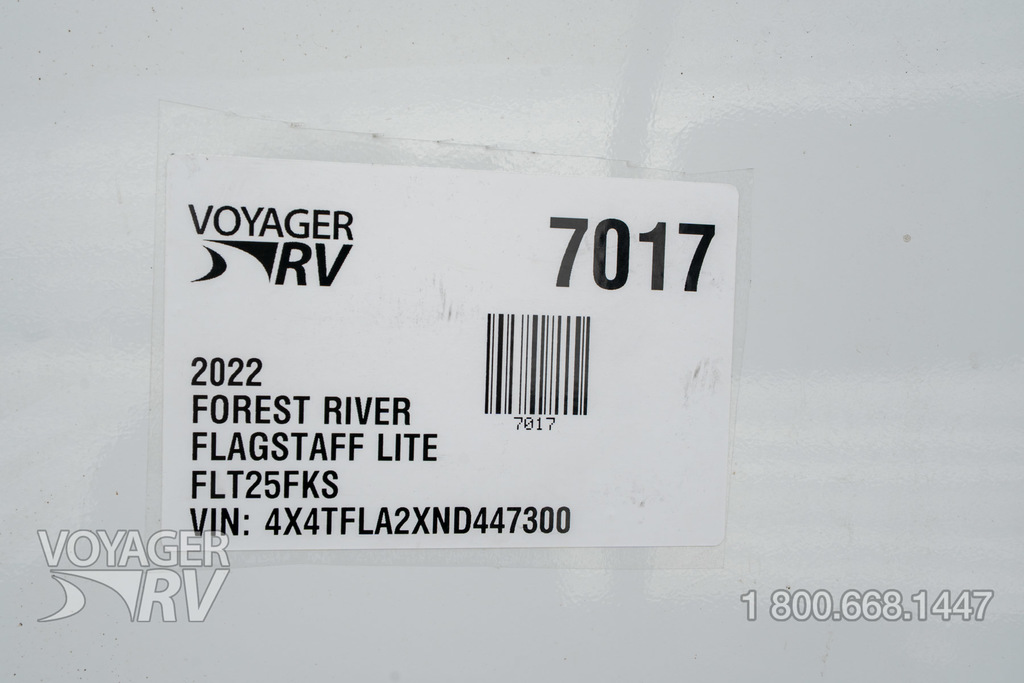 VOYAGER
RV
7017
7017
2022
FOREST RIVER
FLAGSTAFF LITE
FLT25FKS
VIN: 4X4TFLA2XND447300
VOYAGER
RV
1 800.668.1447